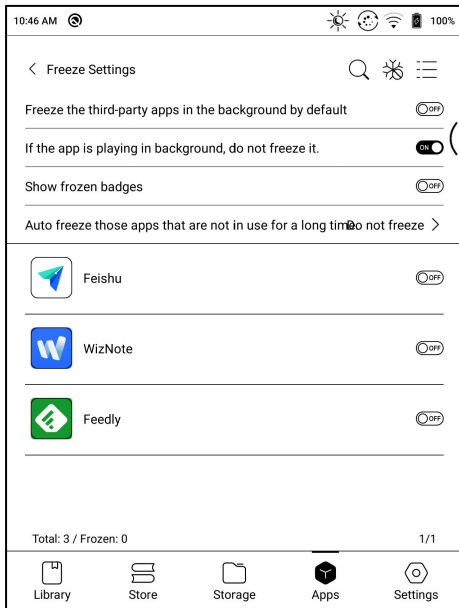 10:46 AM 100%
Freeze Settings
Freeze the third-party apps in the background by default OFF
If the app is playing in background, do not freeze it. ON
Show frozen badges OFF
Auto freeze those apps that are not in use for a long time Do not freeze
Feishu OFF
WizNote OFF
Feedly OFF
Total: 3 / Frozen: 0 1/1
Library Store Storage Apps Settings